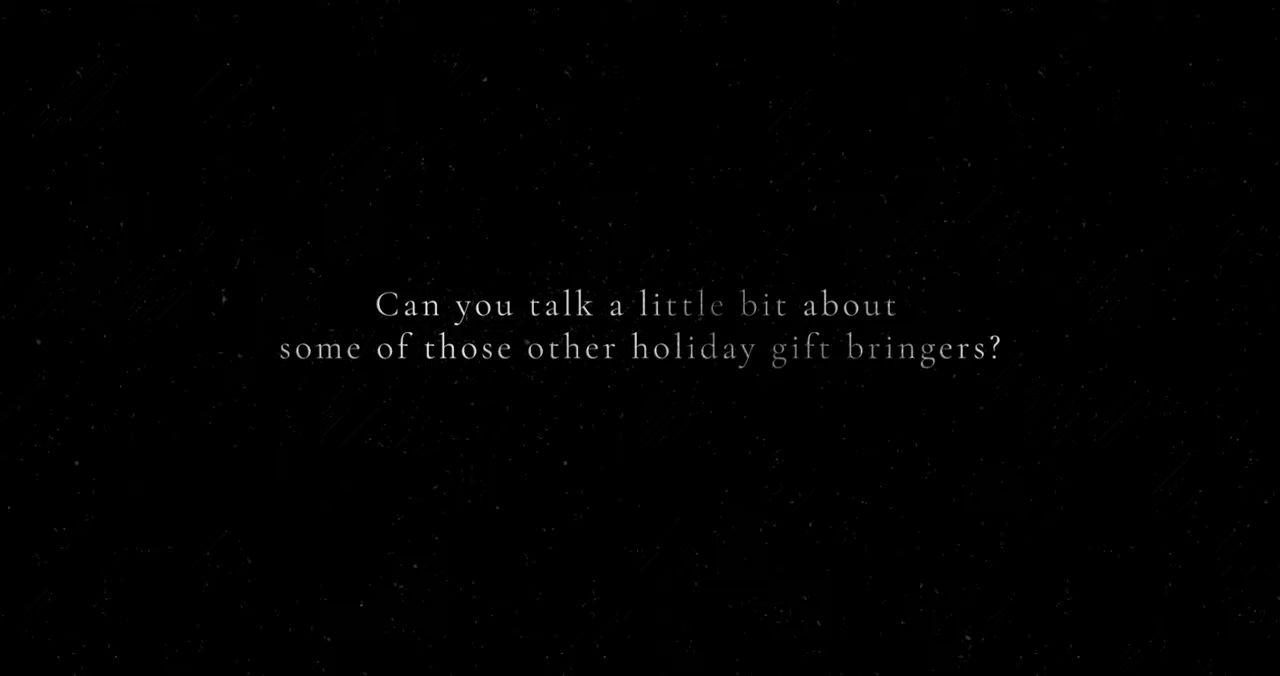 Can you talk a little bit about
some of those other holiday gift bringers?